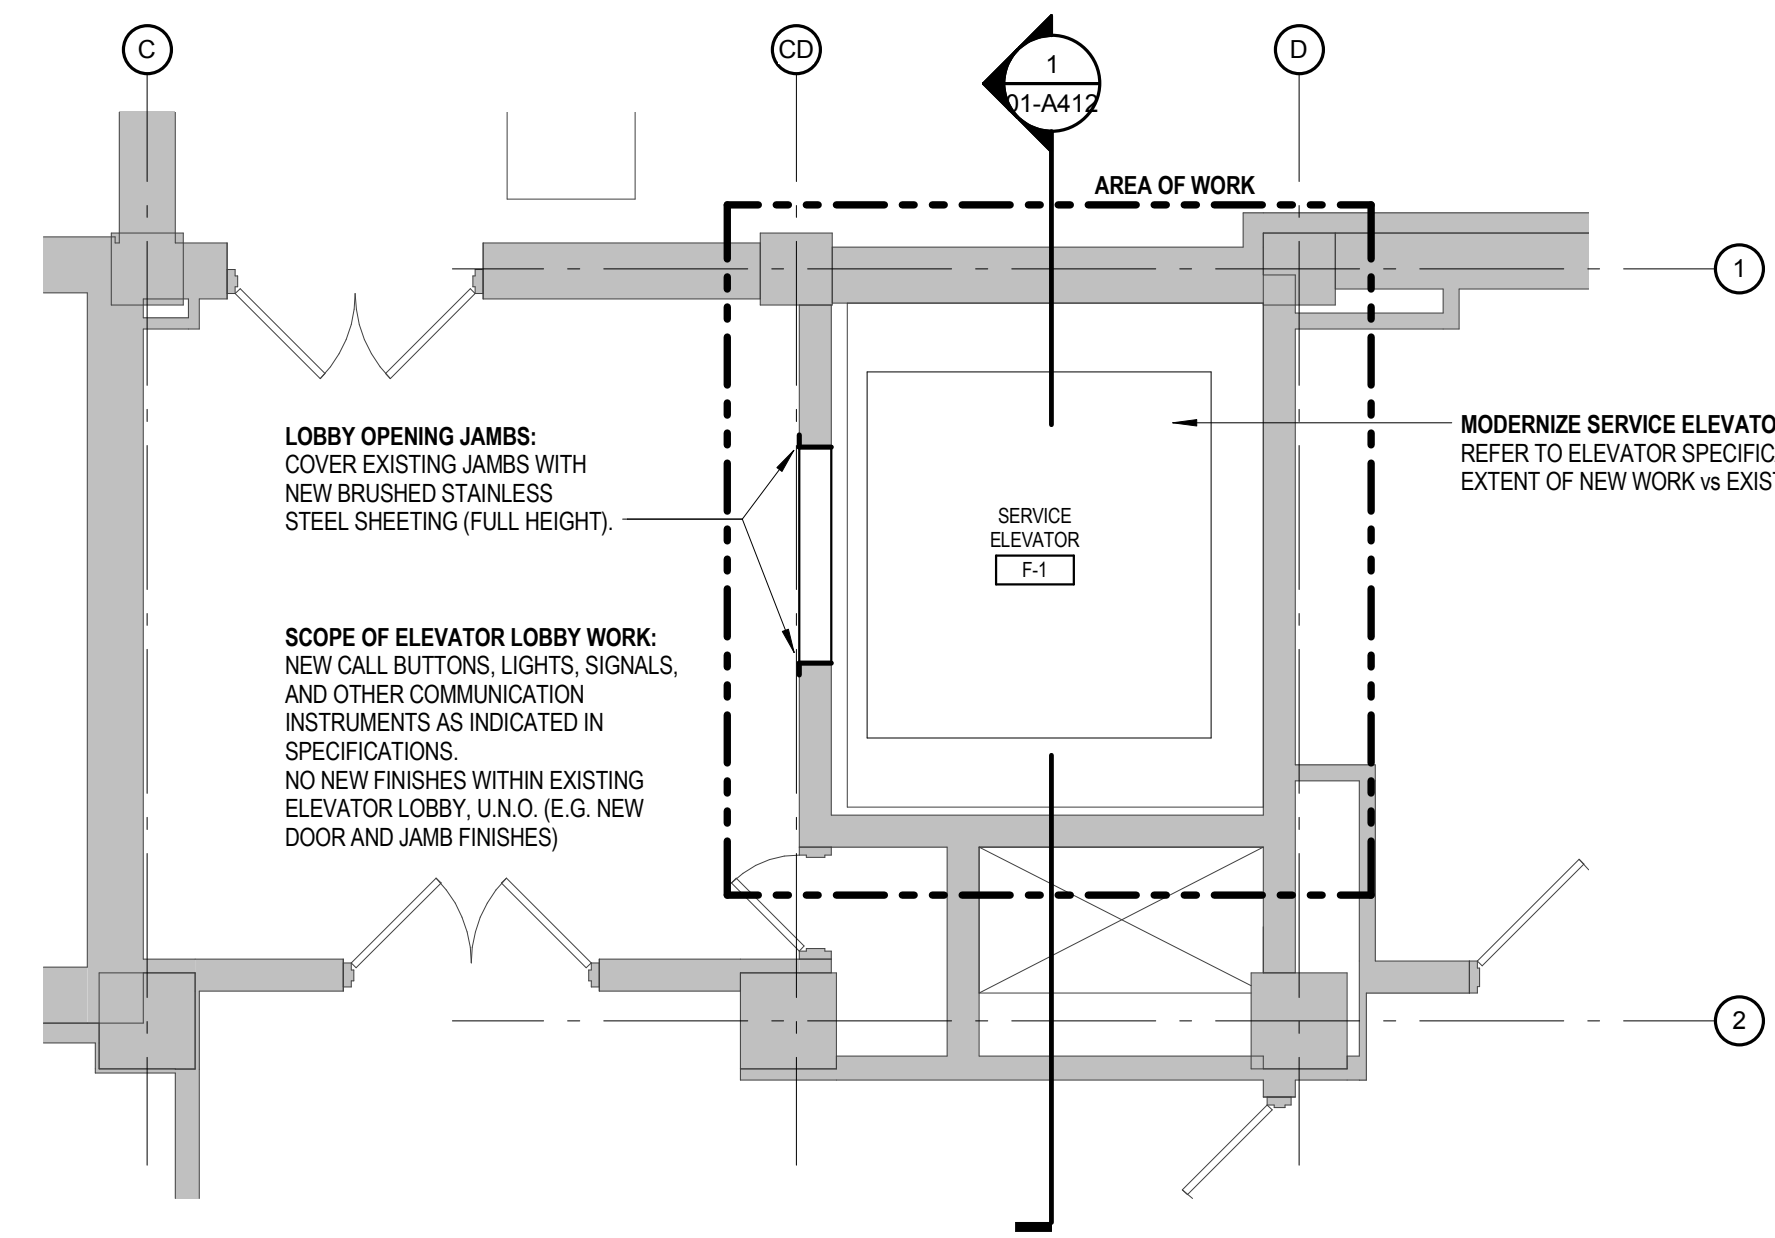 C
CD
1
01-A412
D
AREA OF WORK
1
LOBBY OPENING JAMBS:
COVER EXISTING JAMBS WITH
NEW BRUSHED STAINLESS
STEEL SHEETING (FULL HEIGHT).
MODERNIZE SERVICE
REFER TO ELEVATOR
EXTENT OF NEW WORK vs
SERVICE
ELEVATOR
F-1
SCOPE OF ELEVATOR LOBBY WORK:
NEW CALL BUTTONS, LIGHTS, SIGNALS,
AND OTHER COMMUNICATION
INSTRUMENTS AS INDICATED IN
SPECIFICATIONS.
NO NEW FINISHES WITHIN EXISTING
ELEVATOR LOBBY, U.N.O. (E.G. NEW
DOOR AND JAMB FINISHES)
2